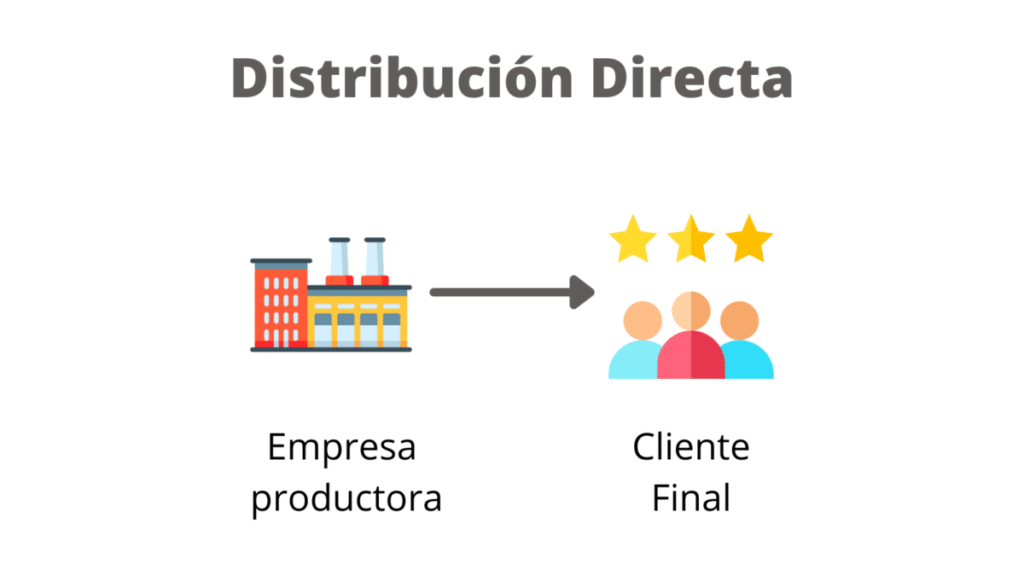 Distribución Directa
Empresa
productora
Cliente
Final